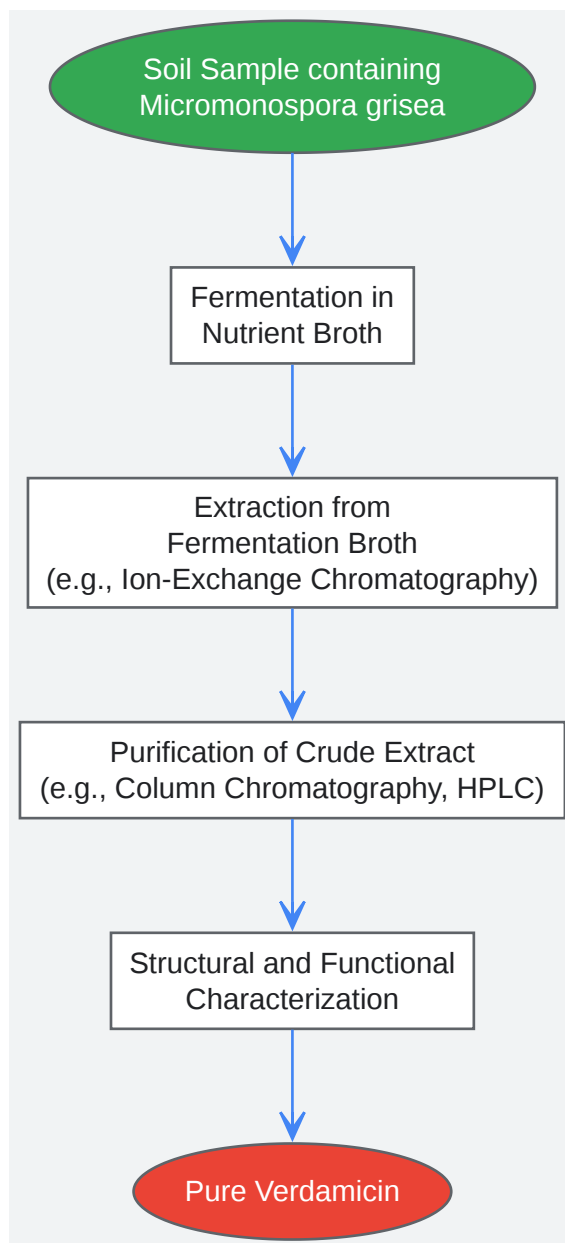 Soil Sample containing
Micromonospora grisea
Fermentation in
Nutrient Broth
Extraction from
Fermentation Broth
(e.g., Ion-Exchange Chromatography)
Purification of Crude Extract
(e.g., Column Chromatography, HPLC)
Structural and Functional
Characterization
Pure Verdamicin